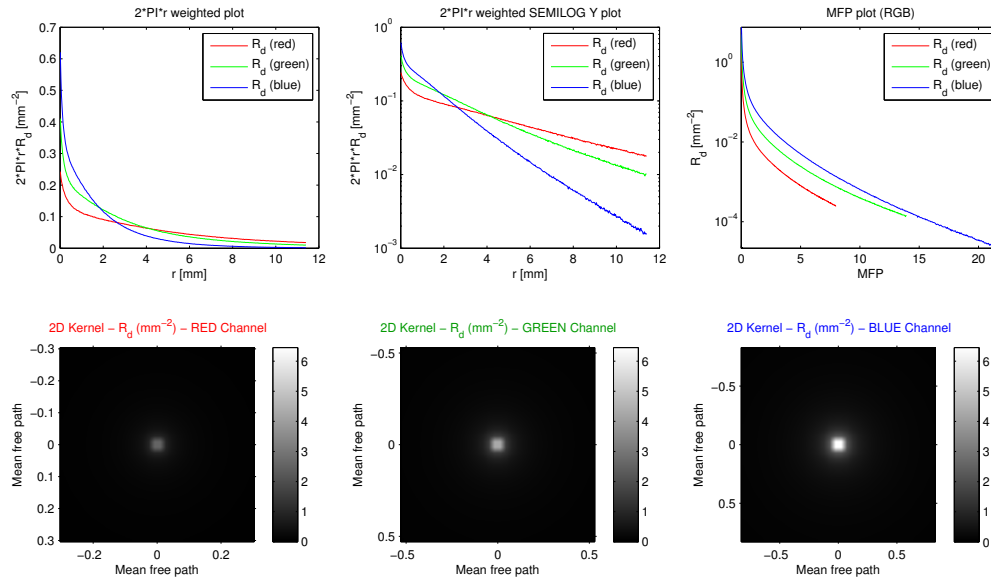 2*PI*r weighted plot
0.7
0.6
0.5
0.4
0.3
0.2
0.1
0
0 2 4 6 8 10 12
2*PI*r*R_d [mm^−2]
r [mm]
R_d (red)
R_d (green)
R_d (blue)
2*PI*r weighted SEMILOG Y plot
10^0
10^−1
10^−2
10^−3
0 2 4 6 8 10 12 14
2*PI*r*R_d [mm^−2]
r [mm]
R_d (red)
R_d (green)
R_d (blue)
MFP plot (RGB)
10^0
10^−2
10^−4
0 5 10 15 20
R_d [mm^−2]
MFP
R_d (red)
R_d (green)
R_d (blue)
2D Kernel − R_d (mm^−2) − RED Channel
−0.3
−0.2
−0.1
0
0.1
0.2
0.3
−0.2 0 0.2
Mean free path
Mean free path
6
5
4
3
2
1
0
2D Kernel − R_d (mm^−2) − GREEN Channel
−0.5
0
0.5
−0.5 0 0.5
Mean free path
Mean free path
6
5
4
3
2
1
0
2D Kernel − R_d (mm^−2) − BLUE Channel
−0.5
0
0.5
−0.5 0 0.5
Mean free path
Mean free path
6
5
4
3
2
1
0